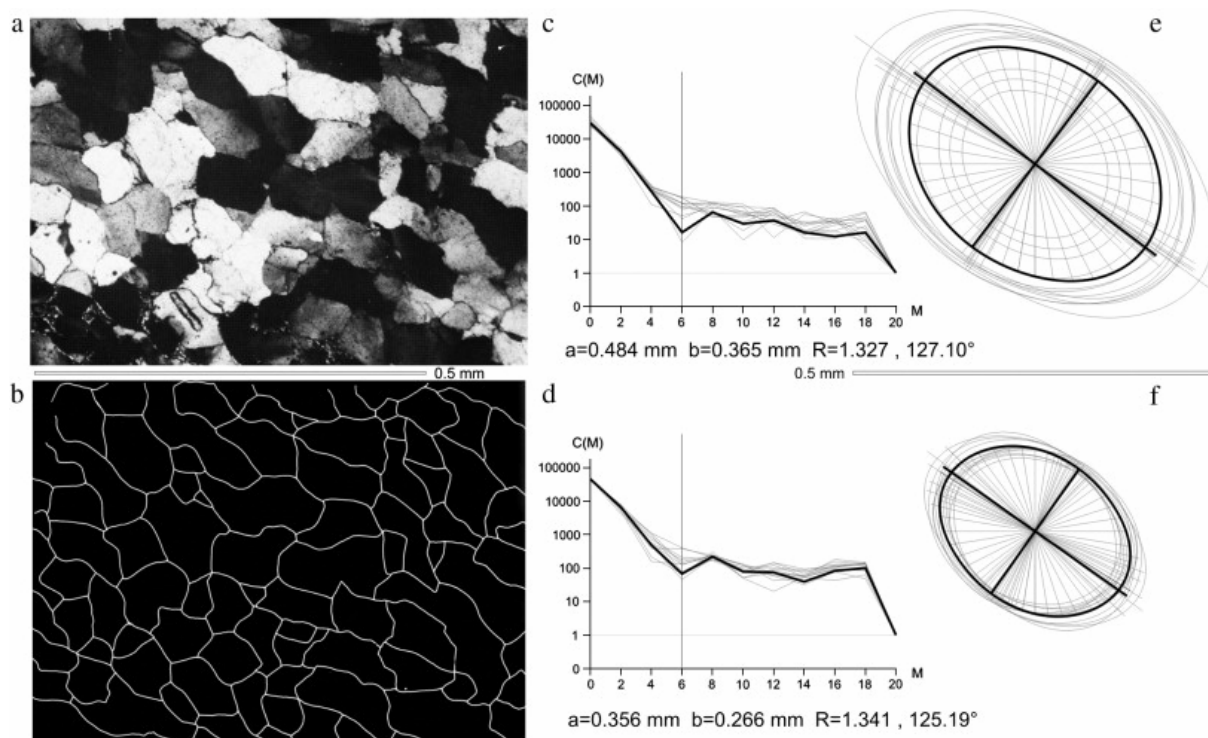 a
c
e
C(M)
100000
10000
1000
100
10
1
0
0 2 4 6 8 10 12 14 16 18 20
M
a=0.484 mm b=0.365 mm R=1.327 , 127.10°
0.5 mm
0.5 mm
b
d
f
C(M)
100000
10000
1000
100
10
1
0
0 2 4 6 8 10 12 14 16 18 20
M
a=0.356 mm b=0.266 mm R=1.341 , 125.19°